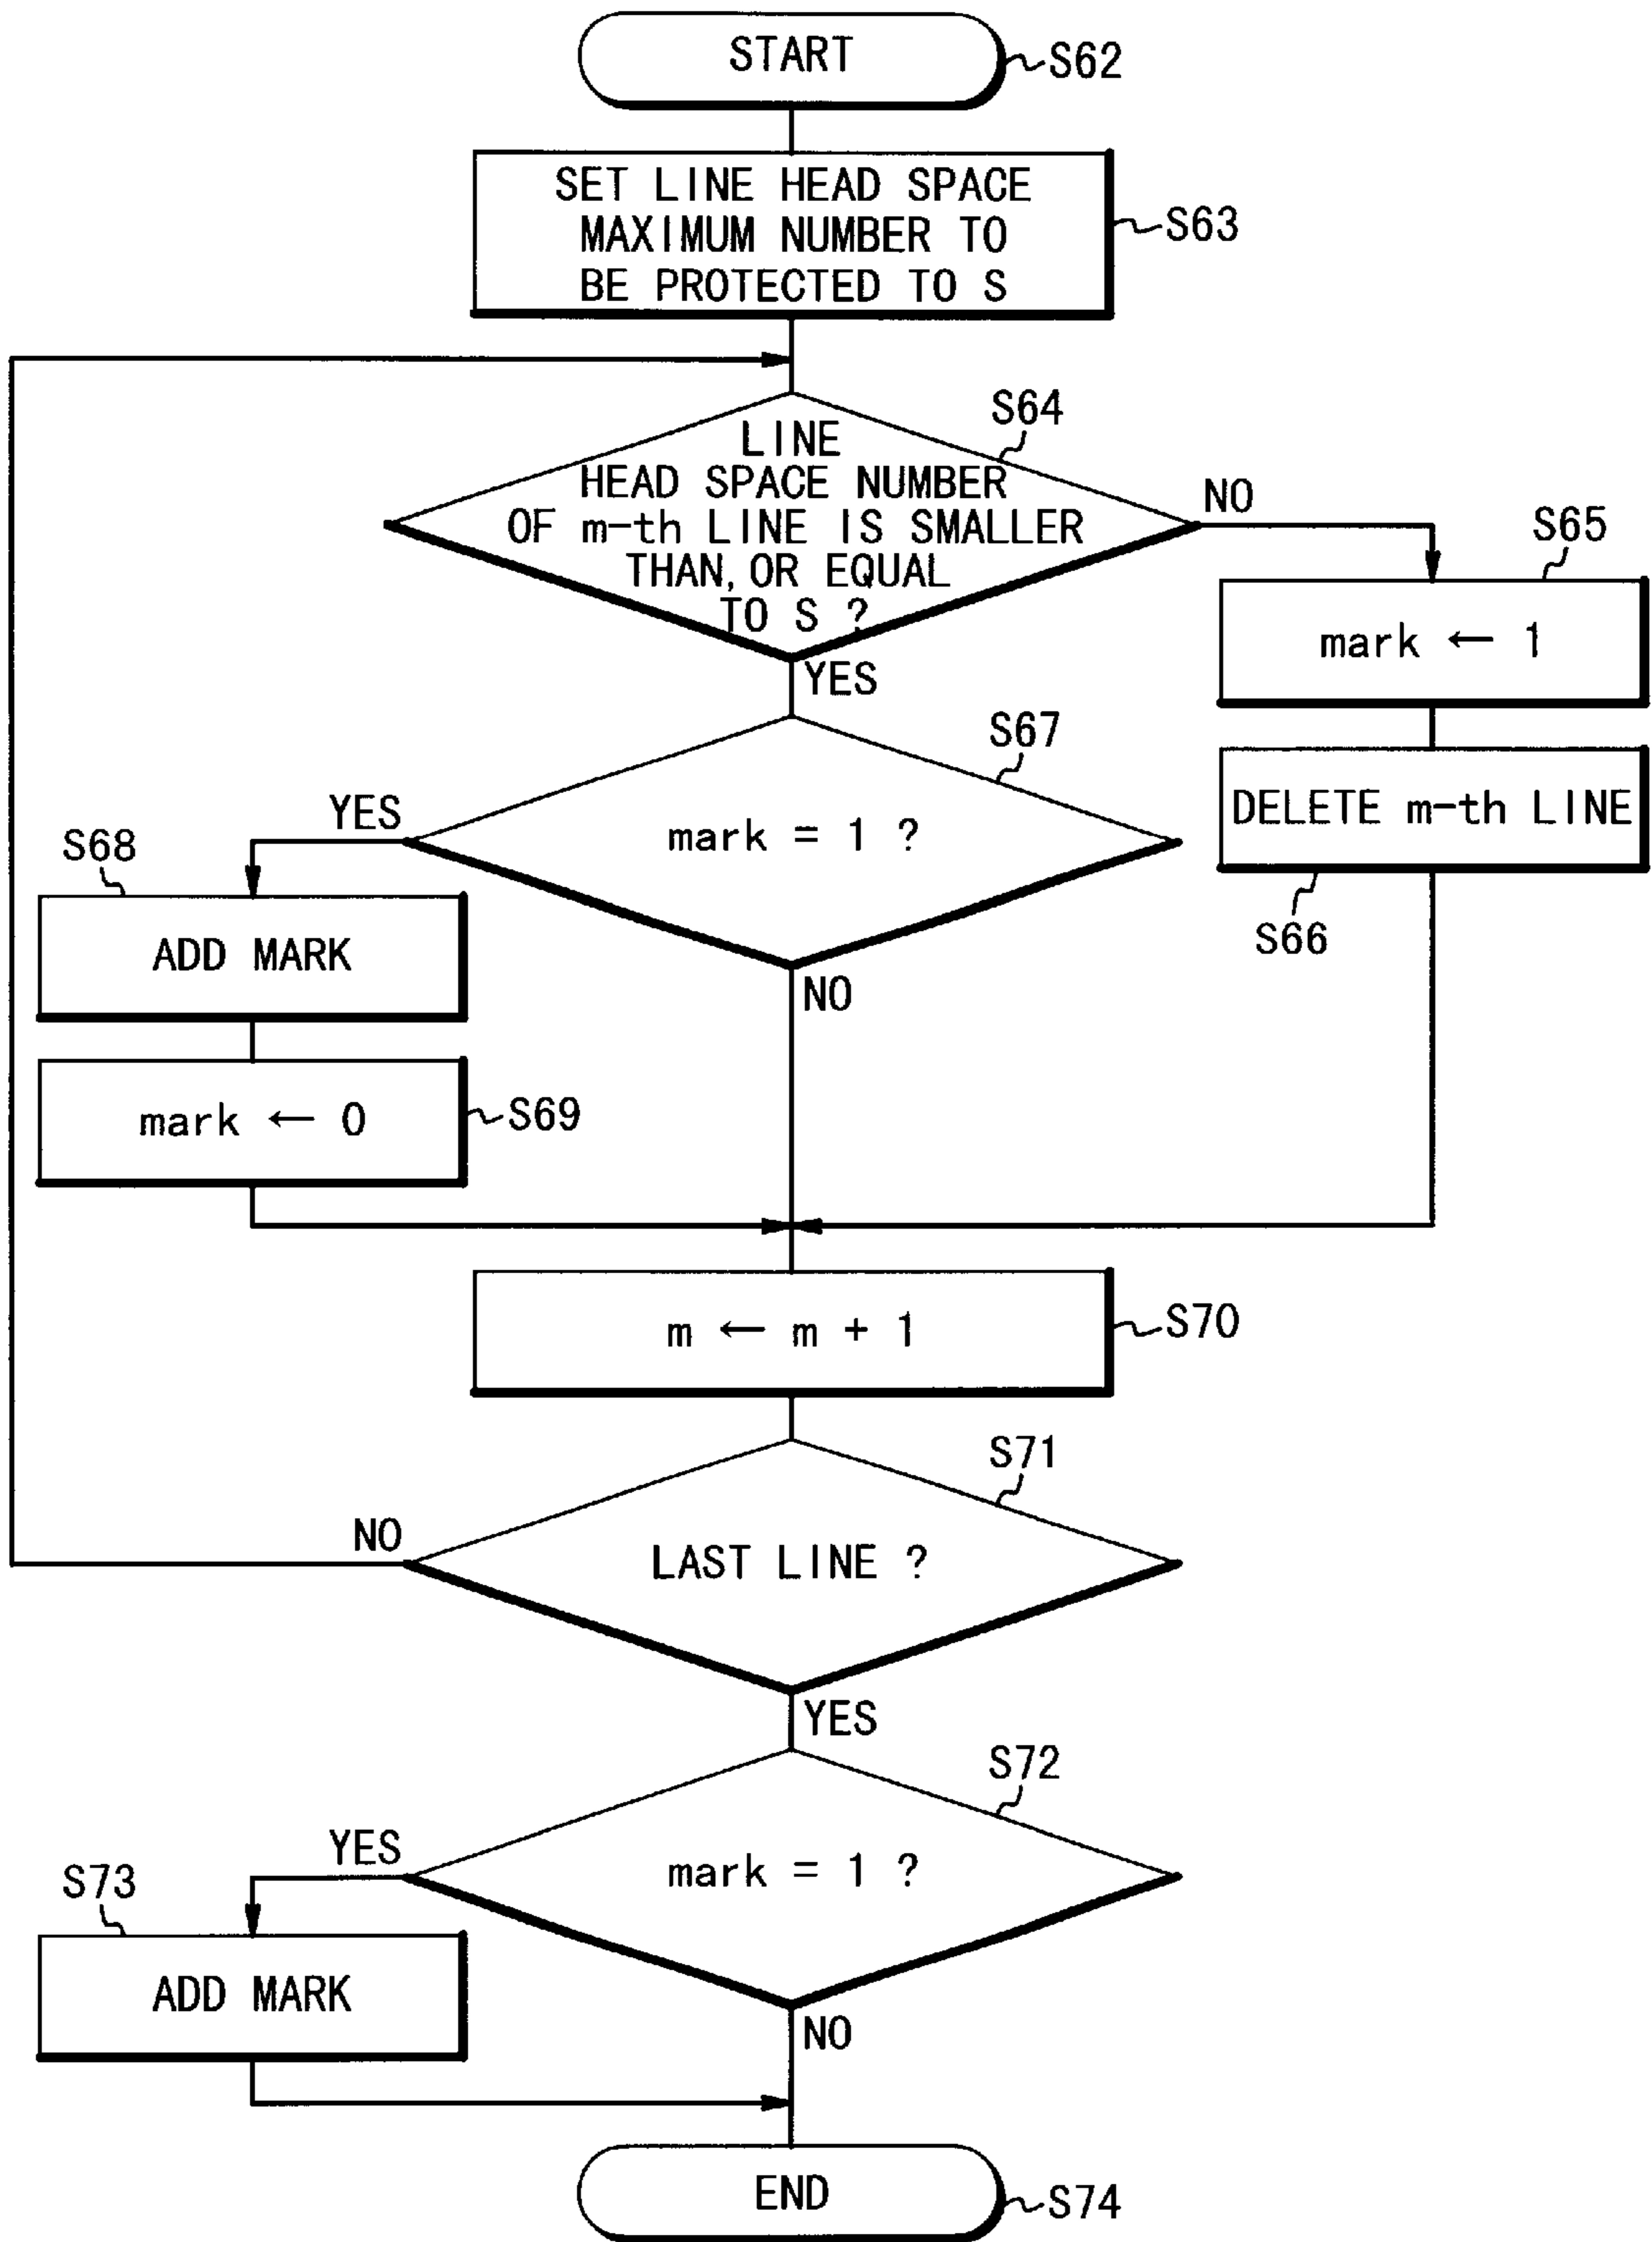 START
S62
SET LINE HEAD SPACE
MAXIMUM NUMBER TO
BE PROTECTED TO S
S63
S64
LINE
HEAD SPACE NUMBER
OF m-th LINE IS SMALLER
THAN, OR EQUAL
TO S ?
NO
S65
mark ← 1
YES
S67
DELETE m-th LINE
S66
mark = 1 ?
YES
S68
ADD MARK
NO
mark ← 0
S69
m ← m + 1
S70
S71
NO
LAST LINE ?
YES
S72
YES
mark = 1 ?
S73
ADD MARK
NO
END
S74